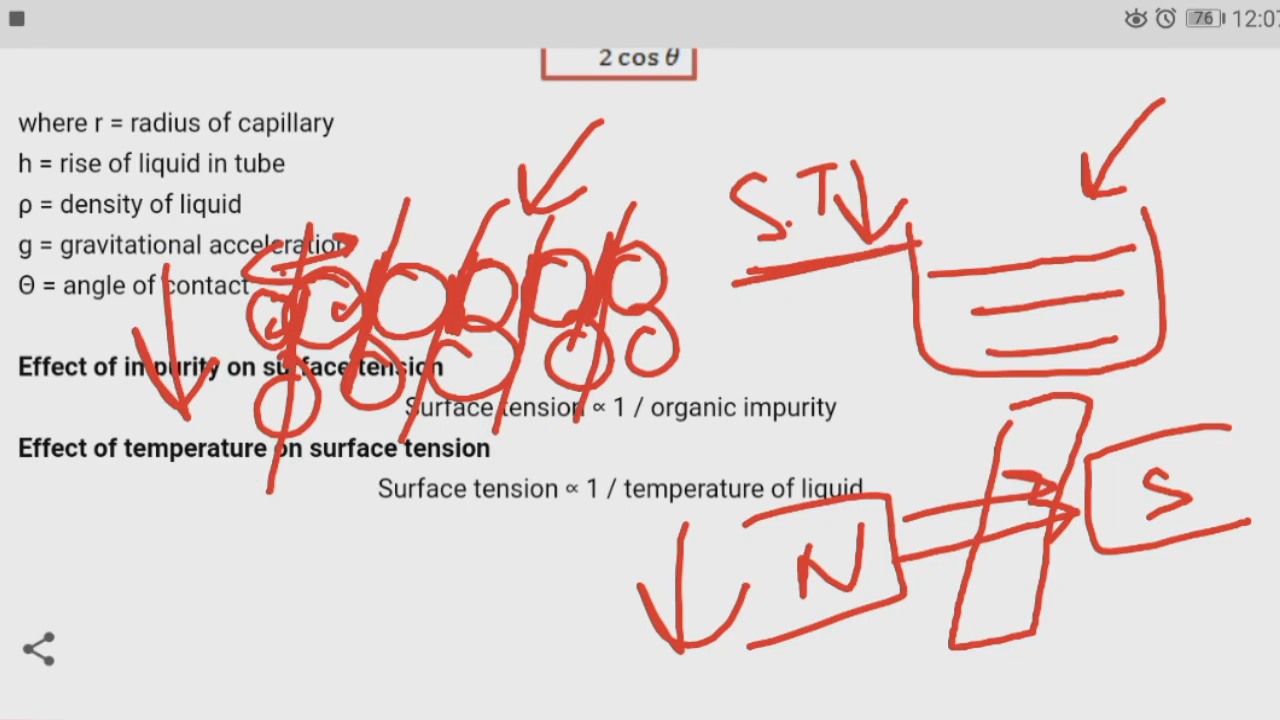 76 12:07
2 cos θ
where r = radius of capillary
h = rise of liquid in tube
ρ = density of liquid
g = gravitational acceleration
Θ = angle of contact
S.T
Effect of impurity on surface tension
Surface tension ∝ 1 / organic impurity
Effect of temperature on surface tension
Surface tension ∝ 1 / temperature of liquid
S
N